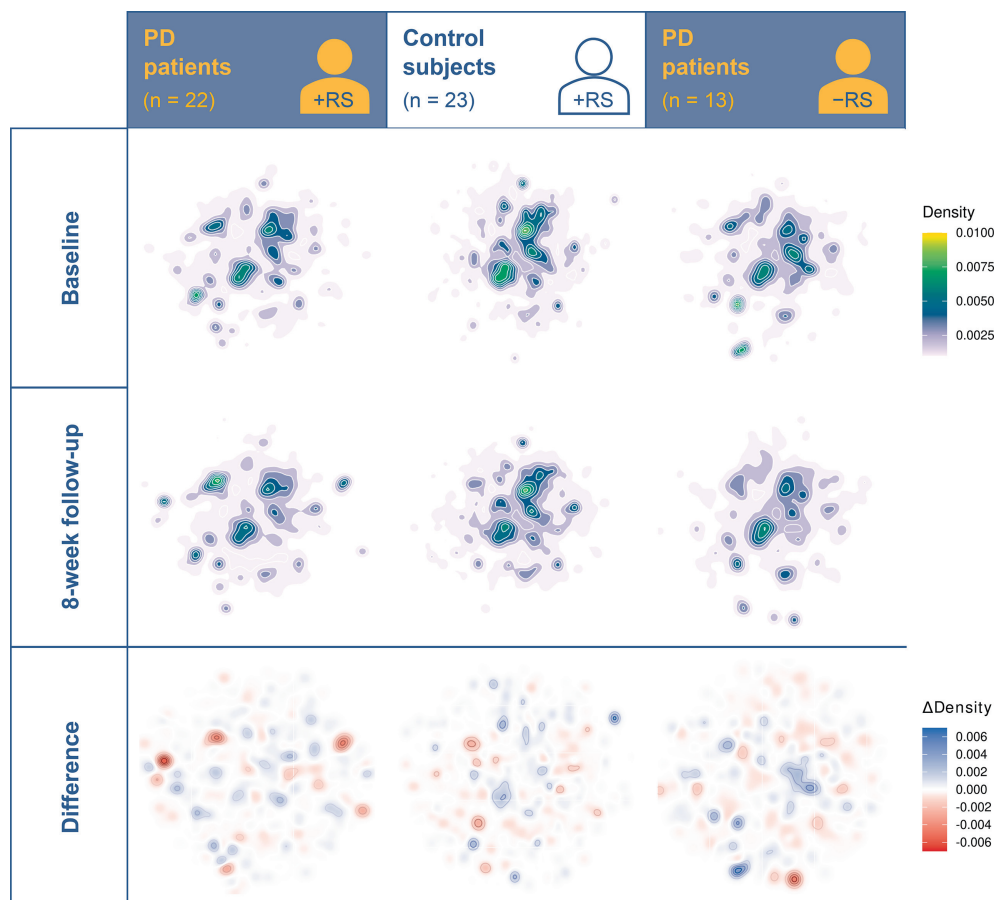 PD
patients
(n = 22)
+RS
Control
subjects
(n = 23)
+RS
PD
patients
(n = 13)
−RS
Baseline
Density
0.0100
0.0075
0.0050
0.0025
8-week follow-up
Difference
ΔDensity
0.006
0.004
0.002
0.000
-0.002
-0.004
-0.006